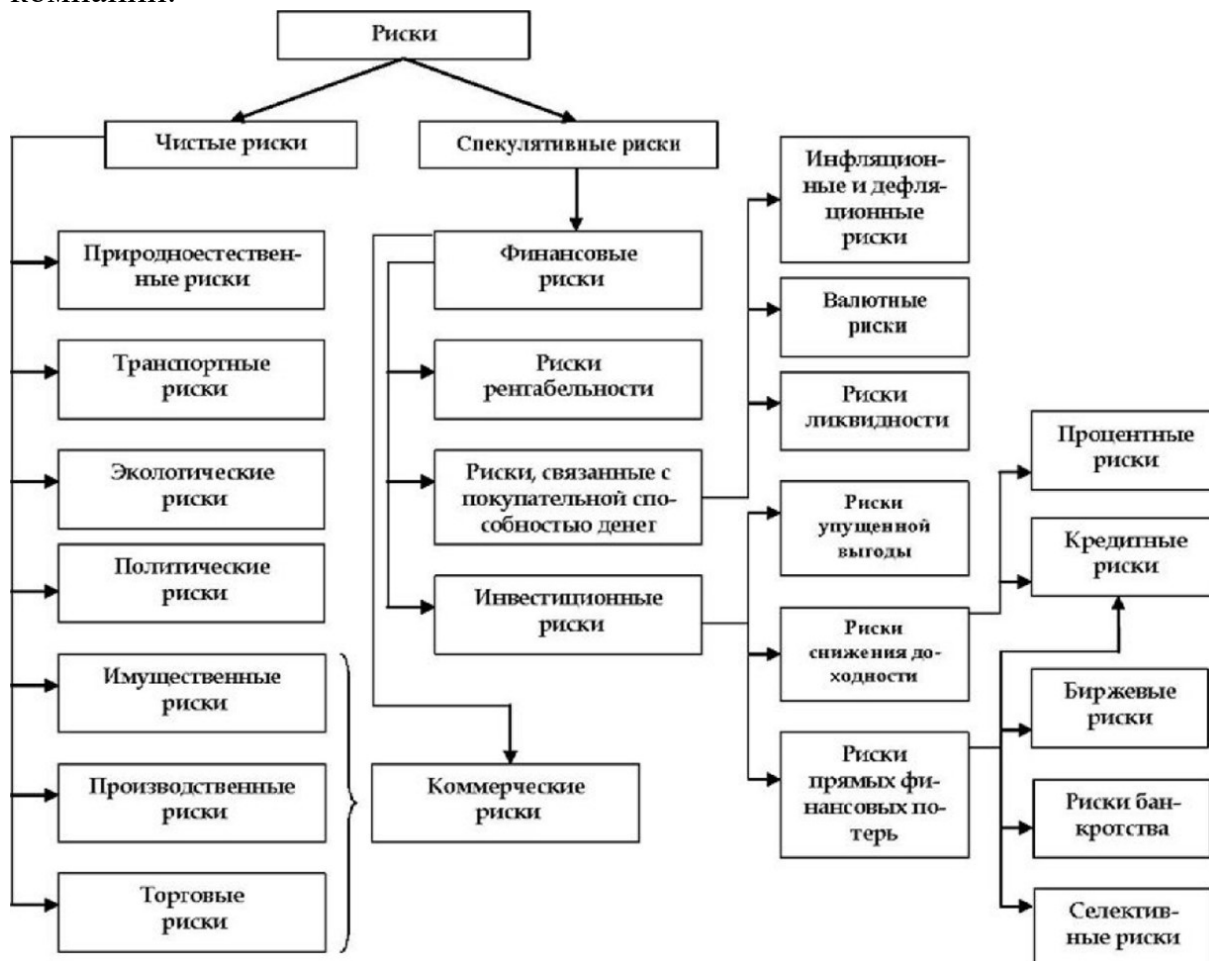 компании.
Риски
Чистые риски
Спекулятивные риски
Природноестествен-
ные риски
Транспортные
риски
Экологические
риски
Политические
риски
Имущественные
риски
Производственные
риски
Торговые
риски
Финансовые
риски
Риски
рентабельности
Риски, связанные с
покупательной спо-
собностью денег
Инвестиционные
риски
Коммерческие
риски
Инфляцион-
ные и дефля-
ционные
риски
Валютные
риски
Риски
ликвидности
Риски
упущенной
выгоды
Риски
снижения до-
ходности
Риски
прямых фи-
нансовых по-
терь
Процентные
риски
Кредитные
риски
Биржевые
риски
Риски бан-
кротства
Селектив-
ные риски